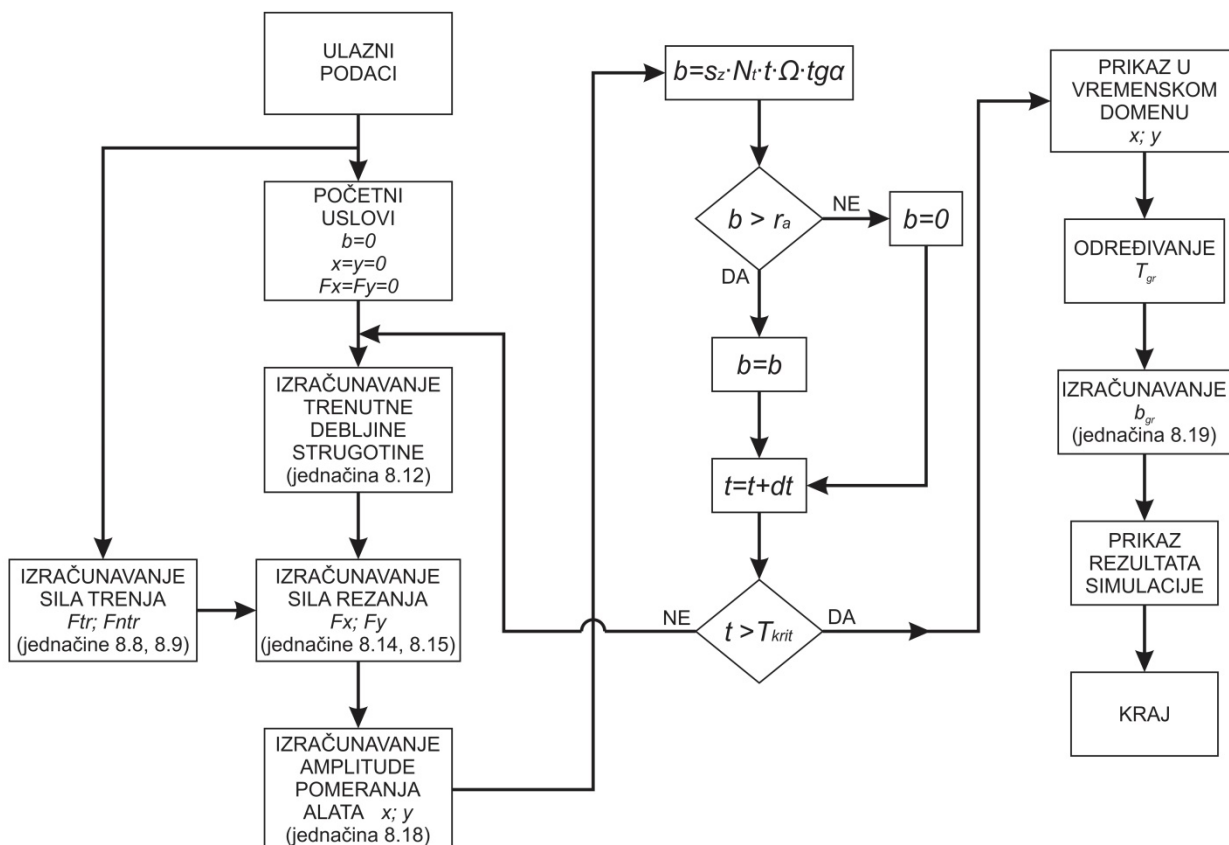 ULAZNI
PODACI
POČETNI
USLOVI
b=0
x=y=0
Fx=Fy=0
IZRAČUNAVANJE
TRENUTNE
DEBLJINE
STRUGOTINE
(jednačina 8.12)
IZRAČUNAVANJE
SILA TRENJA
Ftr; Fntr
(jednačine 8.8, 8.9)
IZRAČUNAVANJE
SILA REZANJA
Fx; Fy
(jednačine 8.14, 8.15)
IZRAČUNAVANJE
AMPLITUDE
POMERANJA
ALATA x; y
(jednačina 8.18)
b=sz·Nt·t·Ω·tgα
b > ra
NE
b=0
DA
b=b
t=t+dt
NE
t >Tkrit
DA
PRIKAZ U
VREMENSKOM
DOMENU
x; y
ODREĐIVANJE
Tgr
IZRAČUNAVANJE
bgr
(jednačina 8.19)
PRIKAZ
REZULTATA
SIMULACIJE
KRAJ